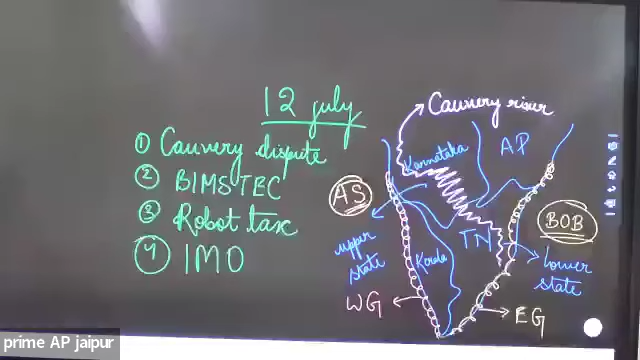 12 july
① Cauvery dispute
② BIMSTEC
③ Robot tax
④ IMO
Cauvery river
Karnataka
AP
AS
BOB
TN
upper state
Kerala
lower state
WG
EG
prime AP jaipur